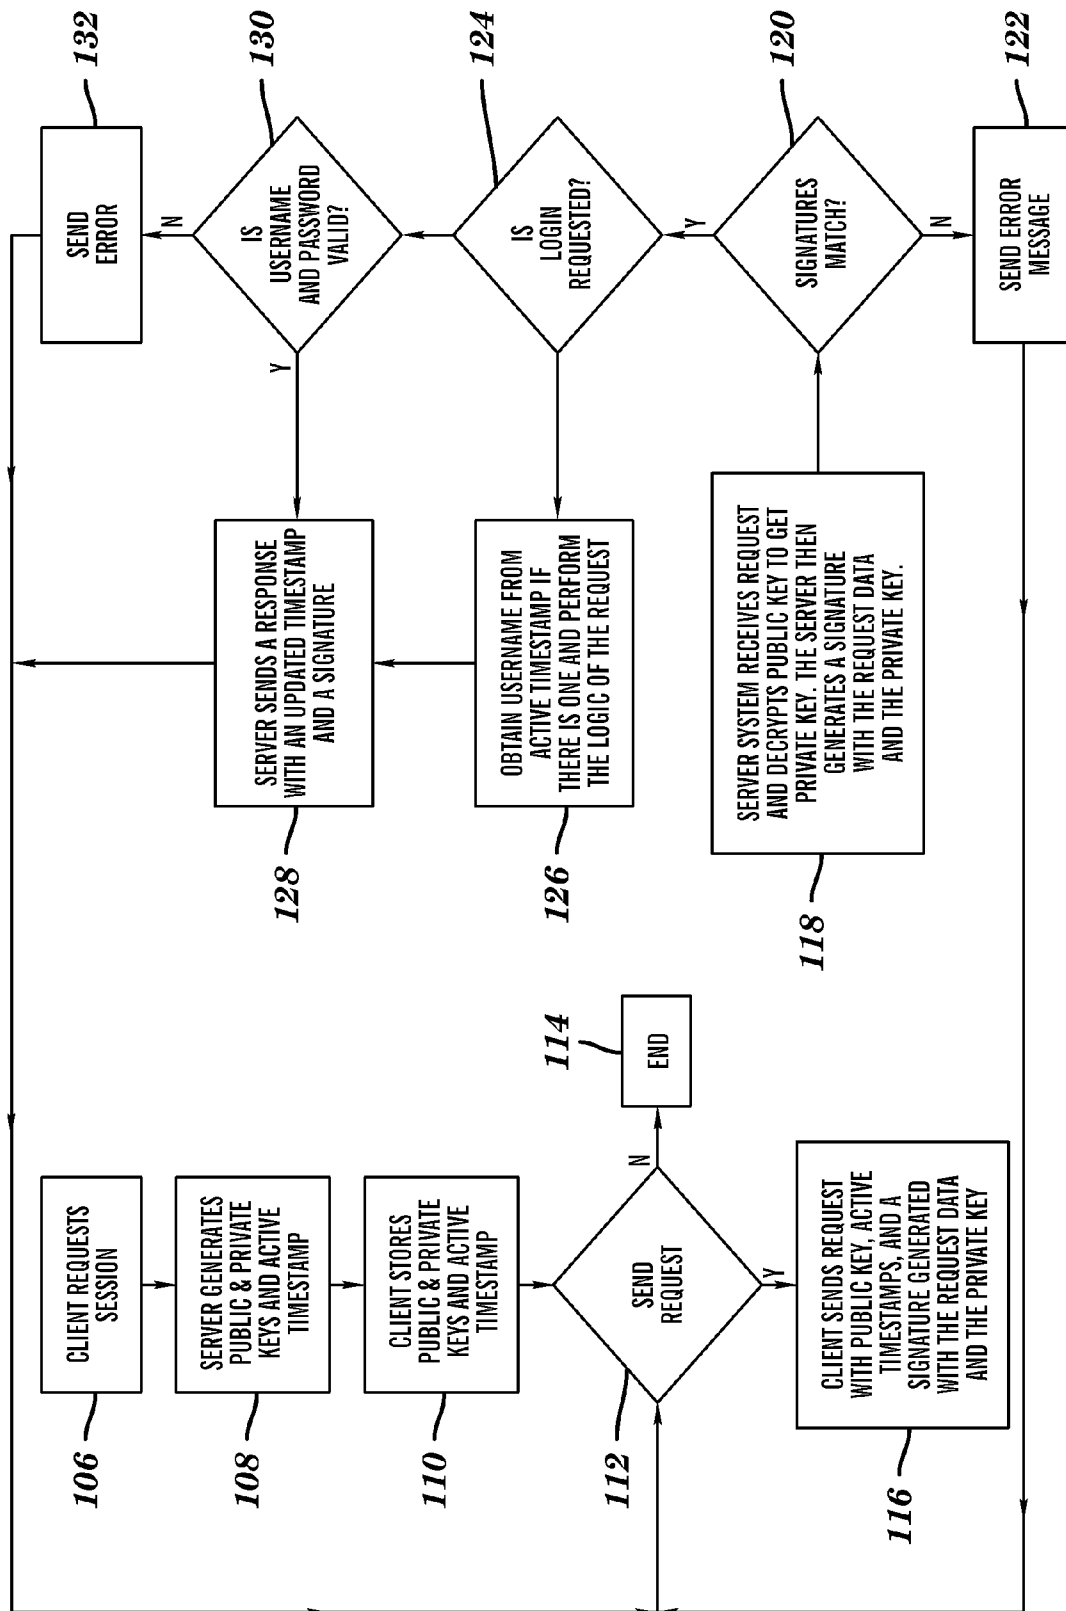 106
CLIENT REQUESTS
SESSION
108
SERVER GENERATES
PUBLIC & PRIVATE
KEYS AND ACTIVE
TIMESTAMP
110
CLIENT STORES
PUBLIC & PRIVATE
KEYS AND ACTIVE
TIMESTAMP
112
SEND
REQUEST
N
114
END
Y
116
CLIENT SENDS REQUEST
WITH PUBLIC KEY, ACTIVE
TIMESTAMPS, AND A
SIGNATURE GENERATED
WITH THE REQUEST DATA
AND THE PRIVATE KEY
118
SERVER SYSTEM RECEIVES REQUEST
AND DECRYPTS PUBLIC KEY TO GET
PRIVATE KEY. THE SERVER THEN
GENERATES A SIGNATURE
WITH THE REQUEST DATA
AND THE PRIVATE KEY.
120
SIGNATURES
MATCH?
Y
N
122
SEND ERROR
MESSAGE
124
IS
LOGIN
REQUESTED?
126
OBTAIN USERNAME FROM
ACTIVE TIMESTAMP IF
THERE IS ONE AND PERFORM
THE LOGIC OF THE REQUEST
128
SERVER SENDS A RESPONSE
WITH AN UPDATED TIMESTAMP
AND A SIGNATURE
130
IS
USERNAME
AND PASSWORD
VALID?
Y
N
132
SEND
ERROR